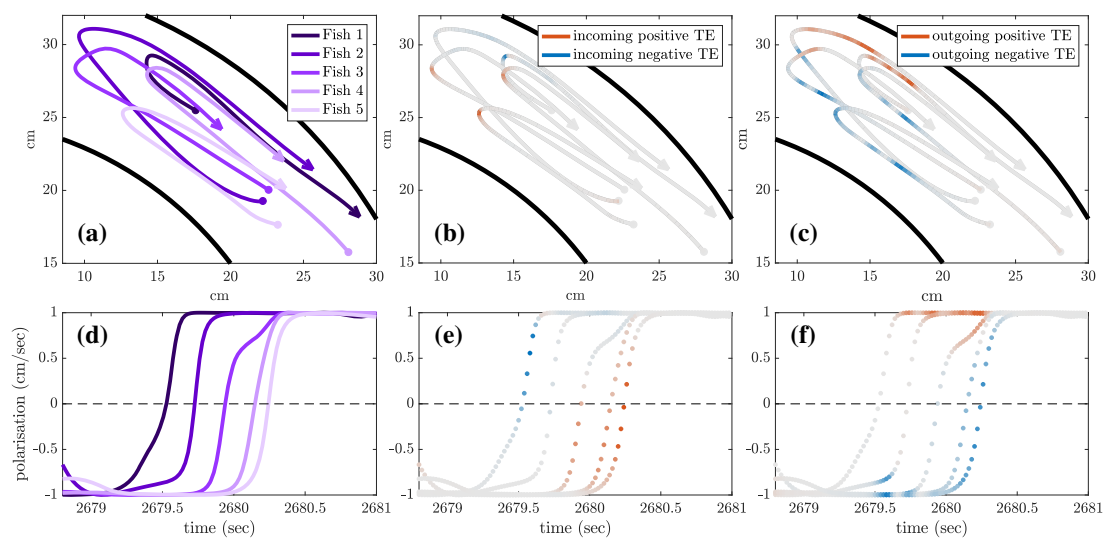 30
25
20
15
cm
10
15
20
25
30
cm
Fish 1
Fish 2
Fish 3
Fish 4
Fish 5
(a)
30
25
20
15
cm
10
15
20
25
30
cm
incoming positive TE
incoming negative TE
(b)
30
25
20
15
cm
10
15
20
25
30
cm
outgoing positive TE
outgoing negative TE
(c)
1
0.5
0
-0.5
-1
polarisation (cm/sec)
2679
2679.5
2680
2680.5
2681
time (sec)
(d)
1
0.5
0
-0.5
-1
2679
2679.5
2680
2680.5
2681
time (sec)
(e)
1
0.5
0
-0.5
-1
2679
2679.5
2680
2680.5
2681
time (sec)
(f)